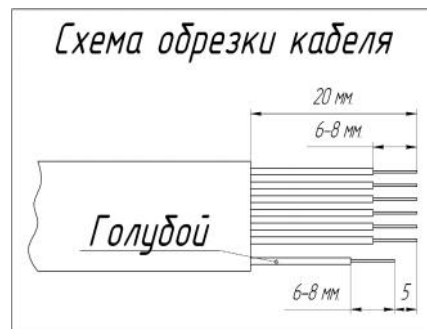 Схема обрезки кабеля
20 мм.
6-8 мм.
Голубой
6-8 мм.
5